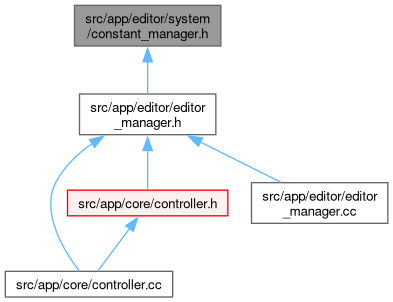 src/app/editor/system
/constant_manager.h
src/app/editor/editor
_manager.h
src/app/core/controller.h
src/app/editor/editor
_manager.cc
src/app/core/controller.cc